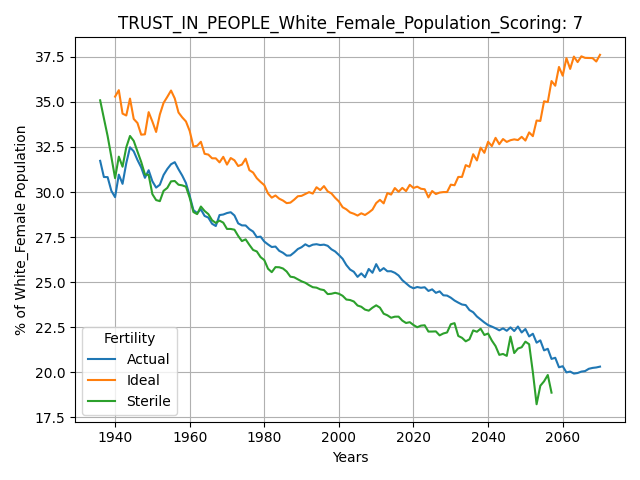 TRUST_IN_PEOPLE_White_Female_Population_Scoring: 7
% of White_Female Population
37.5
35.0
32.5
30.0
27.5
25.0
22.5
20.0
17.5
Fertility
Actual
Ideal
Sterile
1940 1960 1980 2000 2020 2040 2060
Years